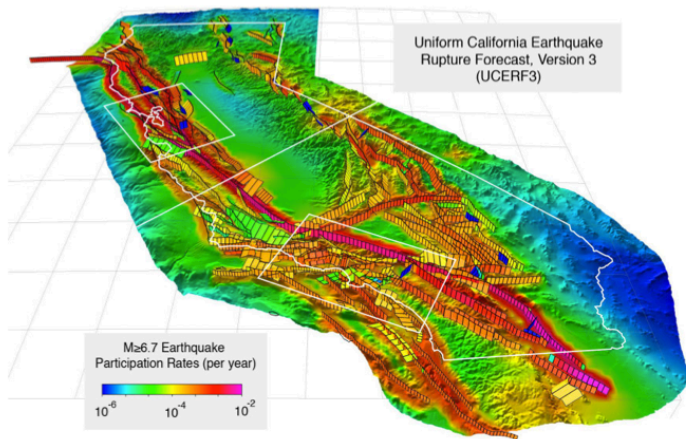 Uniform California Earthquake
Rupture Forecast, Version 3
(UCERF3)
M≥6.7 Earthquake
Participation Rates (per year)
10⁻⁶ 10⁻⁴ 10⁻²